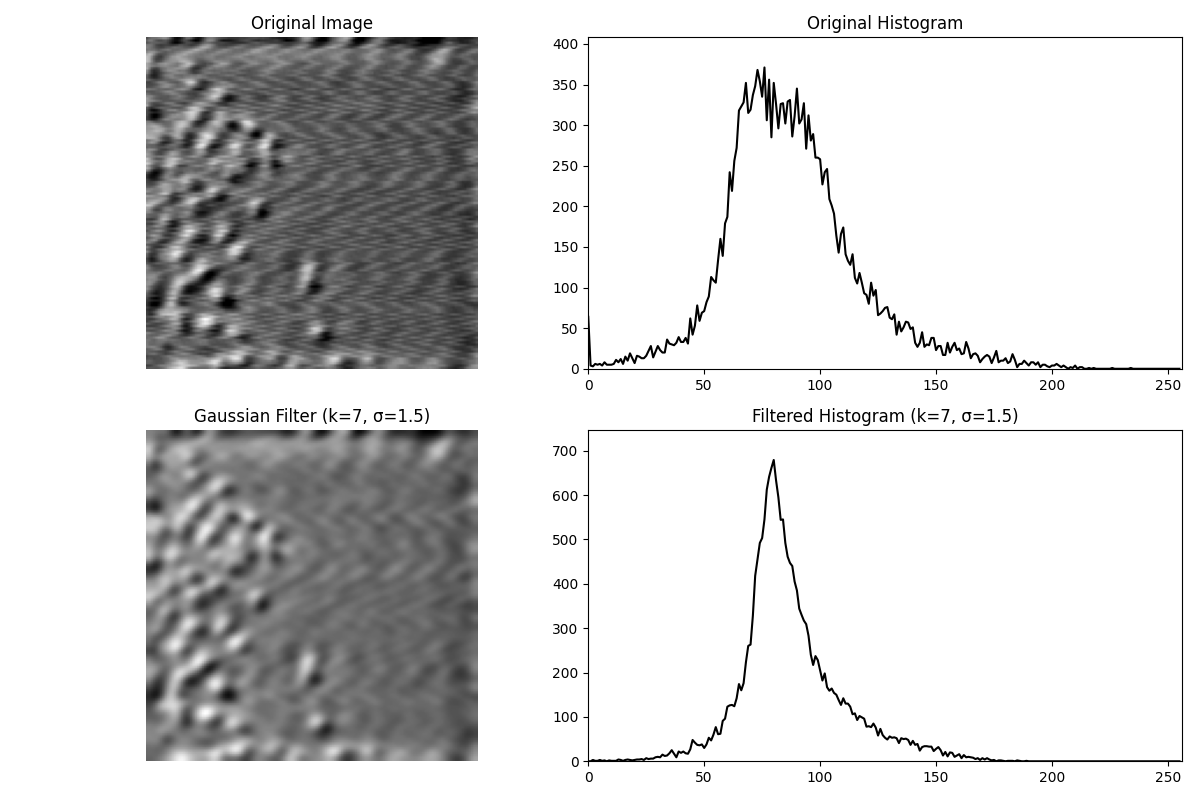 Original Image
Original Histogram
400
350
300
250
200
150
100
50
0
0 50 100 150 200 250
Gaussian Filter (k=7, σ=1.5)
Filtered Histogram (k=7, σ=1.5)
700
600
500
400
300
200
100
0
0 50 100 150 200 250